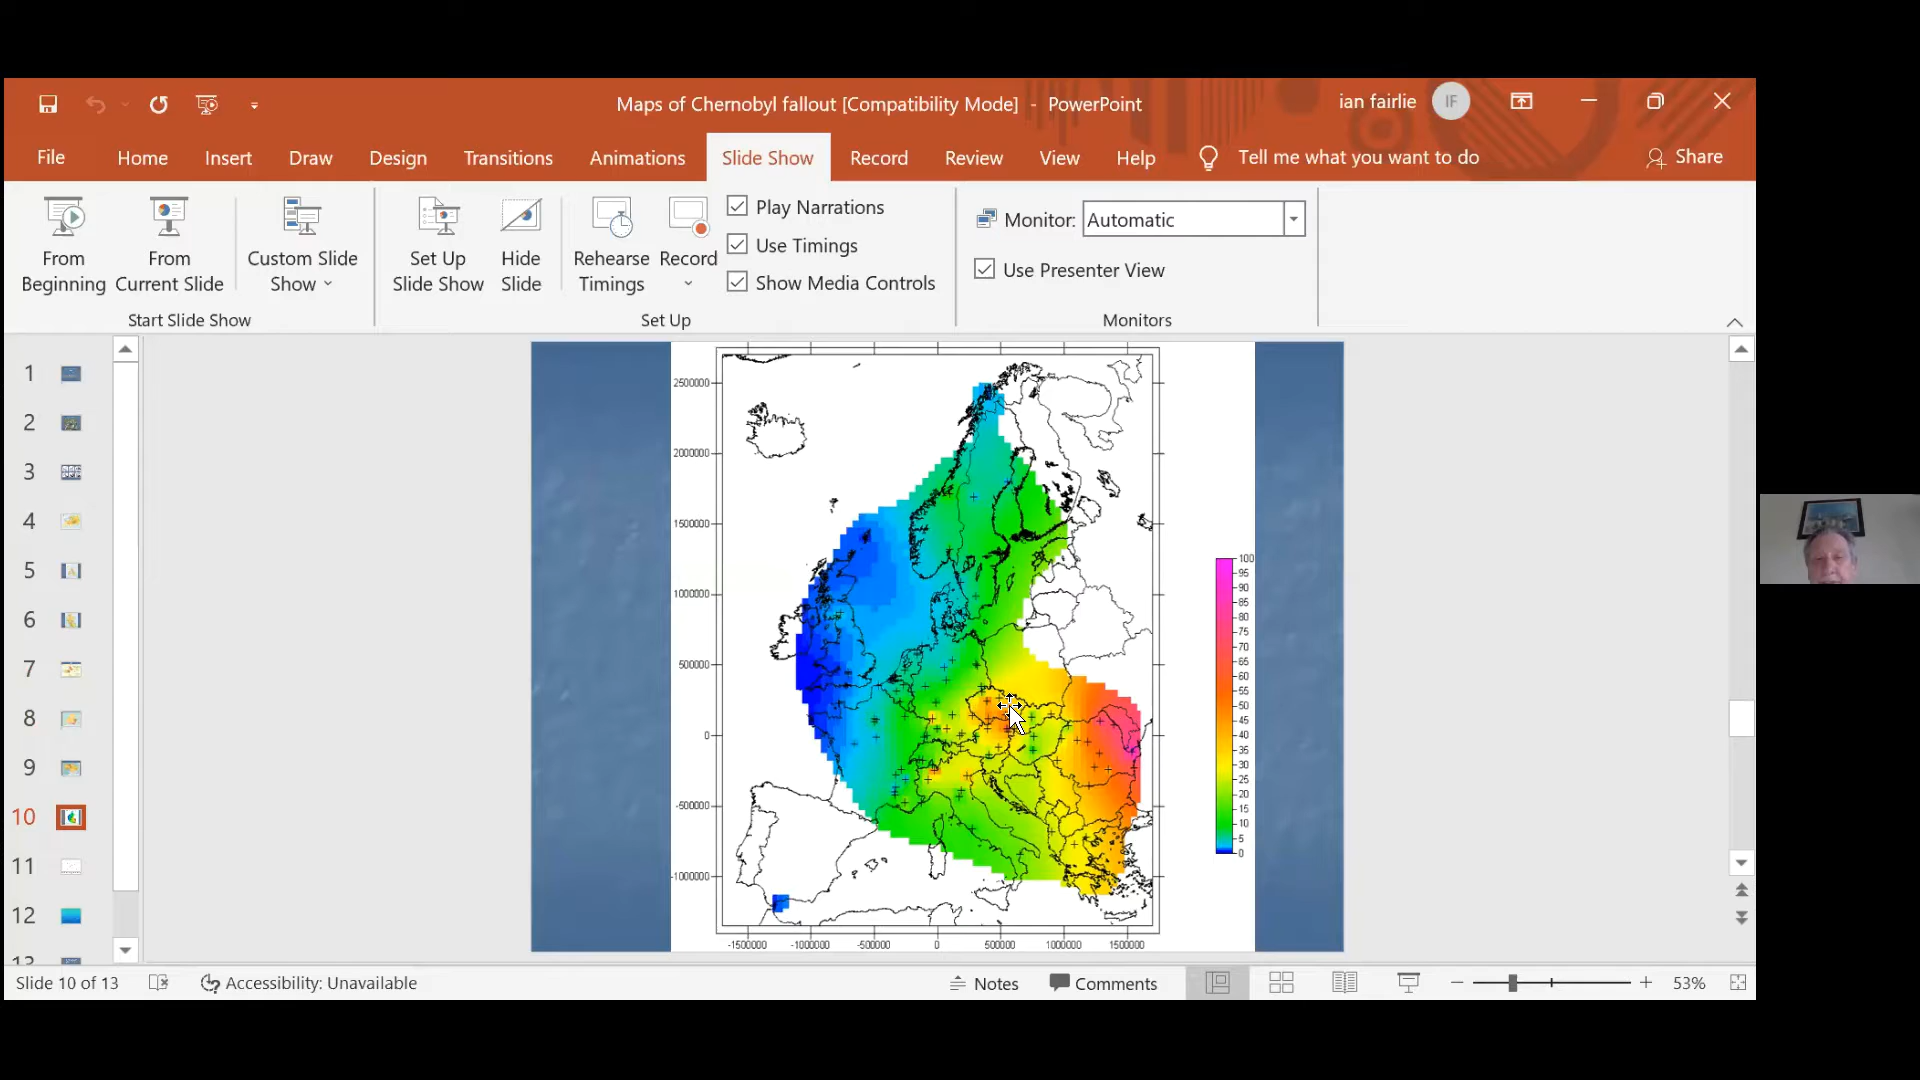 Maps of Chernobyl fallout [Compatibility Mode] - PowerPoint
ian fairlie
IF
File
Home
Insert
Draw
Design
Transitions
Animations
Slide Show
Record
Review
View
Help
Tell me what you want to do
Share
From
Beginning
From
Current Slide
Custom Slide
Show
Start Slide Show
Set Up
Slide Show
Hide
Slide
Rehearse
Timings
Record
Play Narrations
Use Timings
Show Media Controls
Set Up
Monitor:
Automatic
Use Presenter View
Monitors
1
2
3
4
5
6
7
8
9
10
11
12
13
2500000
2000000
1500000
1000000
500000
0
-500000
-1000000
-1500000
-1000000
-500000
0
500000
1000000
1500000
100
95
90
85
80
75
70
65
60
55
50
45
40
35
30
25
20
15
10
5
0
Slide 10 of 13
Accessibility: Unavailable
Notes
Comments
53%